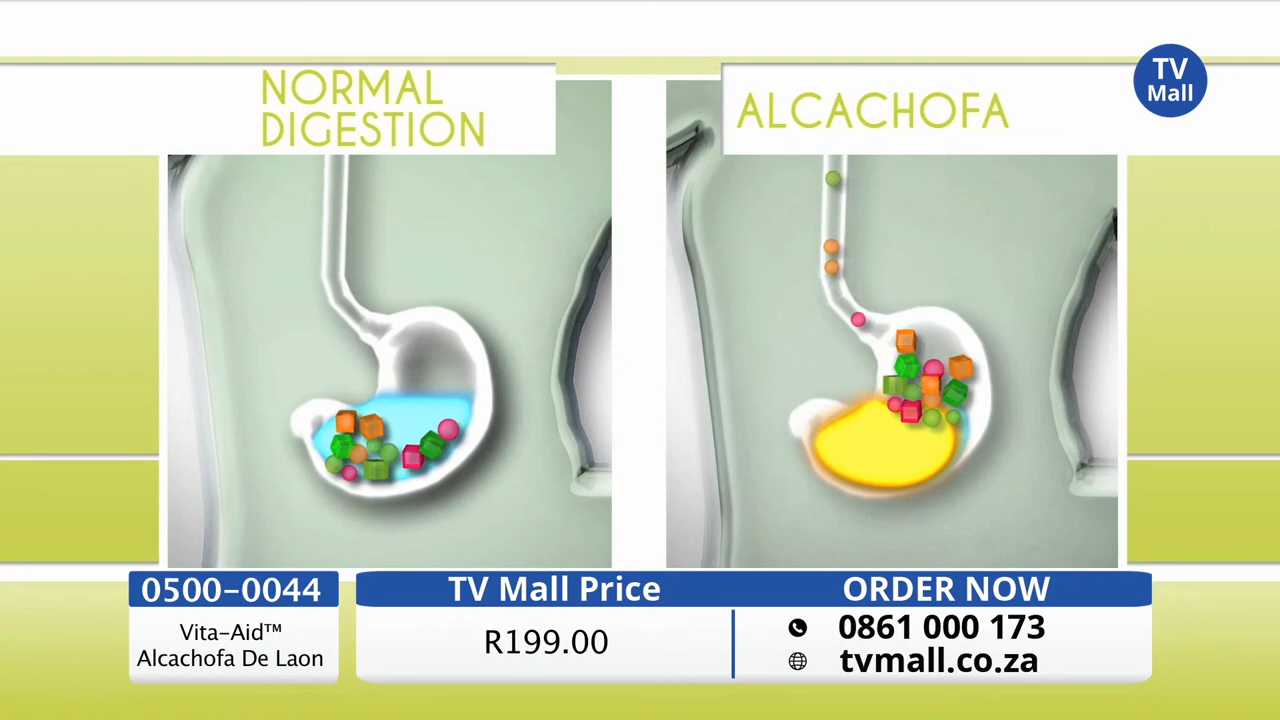 NORMAL
DIGESTION
ALCACHOFA
TV
Mall
0500-0044
Vita-Aid™
Alcachofa De Laon
TV Mall Price
R199.00
ORDER NOW
0861 000 173
tvmall.co.za